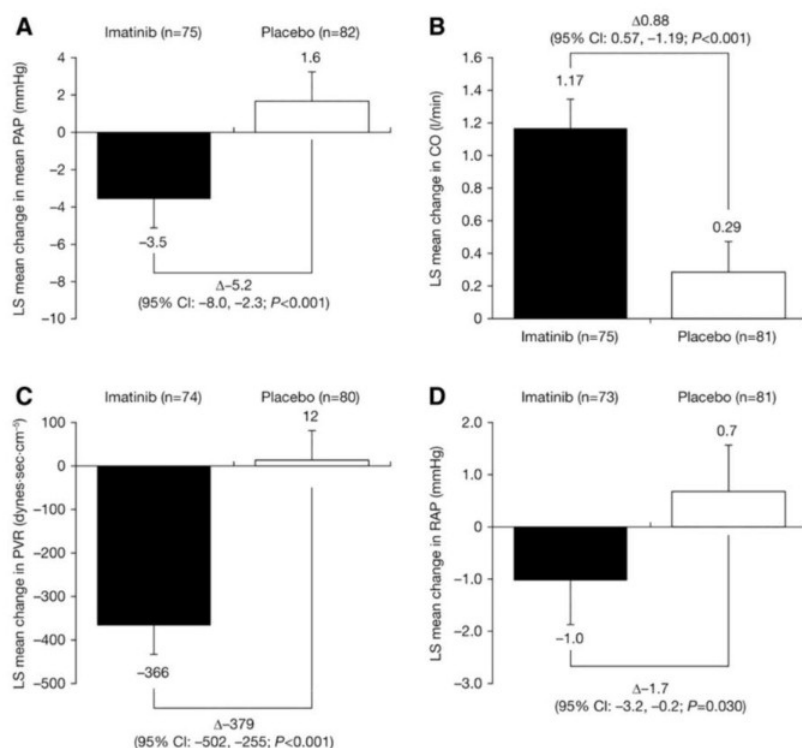 A
Imatinib (n=75)
Placebo (n=82)
LS mean change in mean PAP (mmHg)
4
2
0
−2
−4
−6
−8
−10
1.6
−3.5
Δ−5.2
(95% CI: −8.0, −2.3; P<0.001)
B
Δ0.88
(95% CI: 0.57, −1.19; P<0.001)
LS mean change in CO (l/min)
1.6
1.4
1.2
1.0
0.8
0.6
0.4
0.2
0
1.17
0.29
Imatinib (n=75)
Placebo (n=81)
C
Imatinib (n=74)
Placebo (n=80)
LS mean change in PVR (dynes·sec·cm⁻⁵)
100
0
−100
−200
−300
−400
−500
12
−366
Δ−379
(95% CI: −502, −255; P<0.001)
D
Imatinib (n=73)
Placebo (n=81)
LS mean change in RAP (mmHg)
2.0
1.0
0
−1.0
−2.0
−3.0
0.7
−1.0
Δ−1.7
(95% CI: −3.2, −0.2; P=0.030)